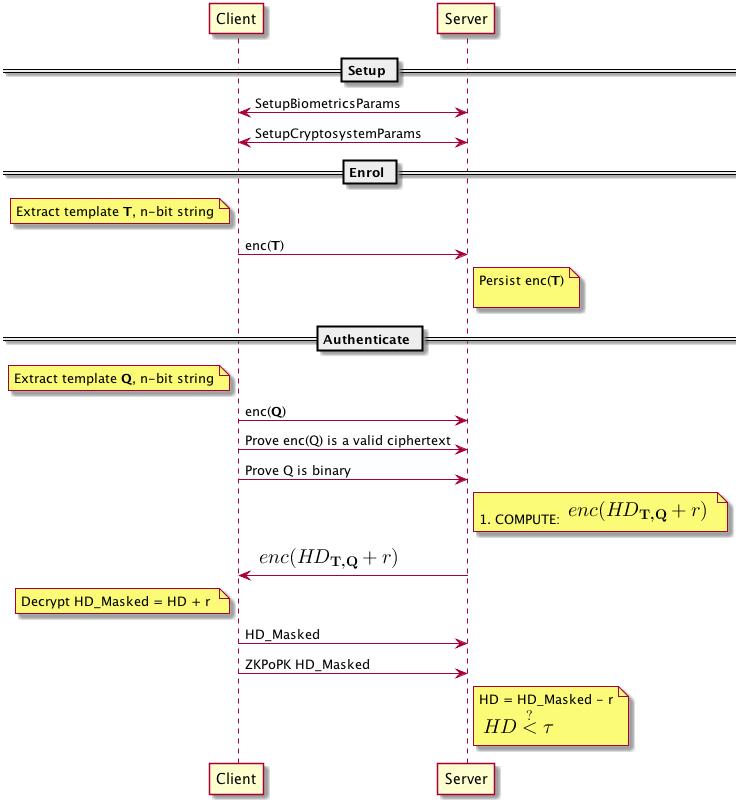 Client Server
Setup
SetupBiometricsParams
SetupCryptosystemParams
Enrol
Extract template T, n-bit string
enc(T)
Persist enc(T)
Authenticate
Extract template Q, n-bit string
enc(Q)
Prove enc(Q) is a valid ciphertext
Prove Q is binary
1. COMPUTE: enc(HD_T,Q + r)
enc(HD_T,Q + r)
Decrypt HD_Masked = HD + r
HD_Masked
ZKPoPK HD_Masked
HD = HD_Masked - r
HD <? τ
Client Server